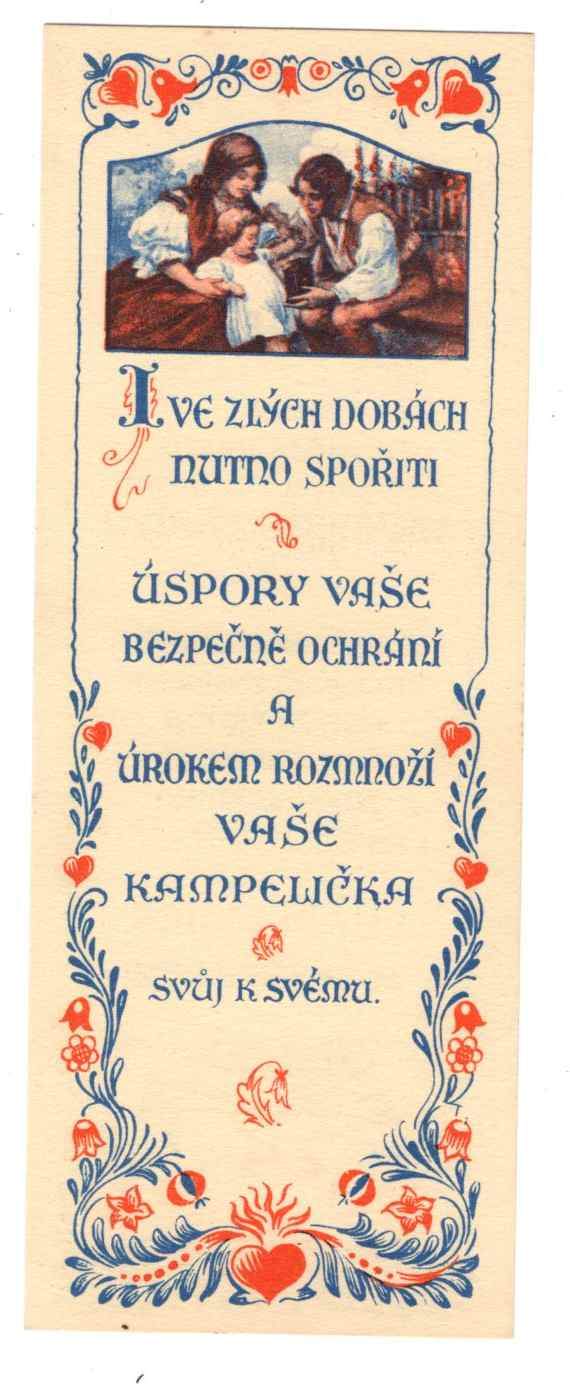 I VE ZLÝCH DOBÁCH
NUTNO SPOŘITI
ÚSPORY VAŠE
BEZPEČNĚ OCHRÁNÍ
A
ÚROKEM ROZMNOŽÍ
VAŠE
KAMPELIČKA
SVŮJ K SVÉMU.